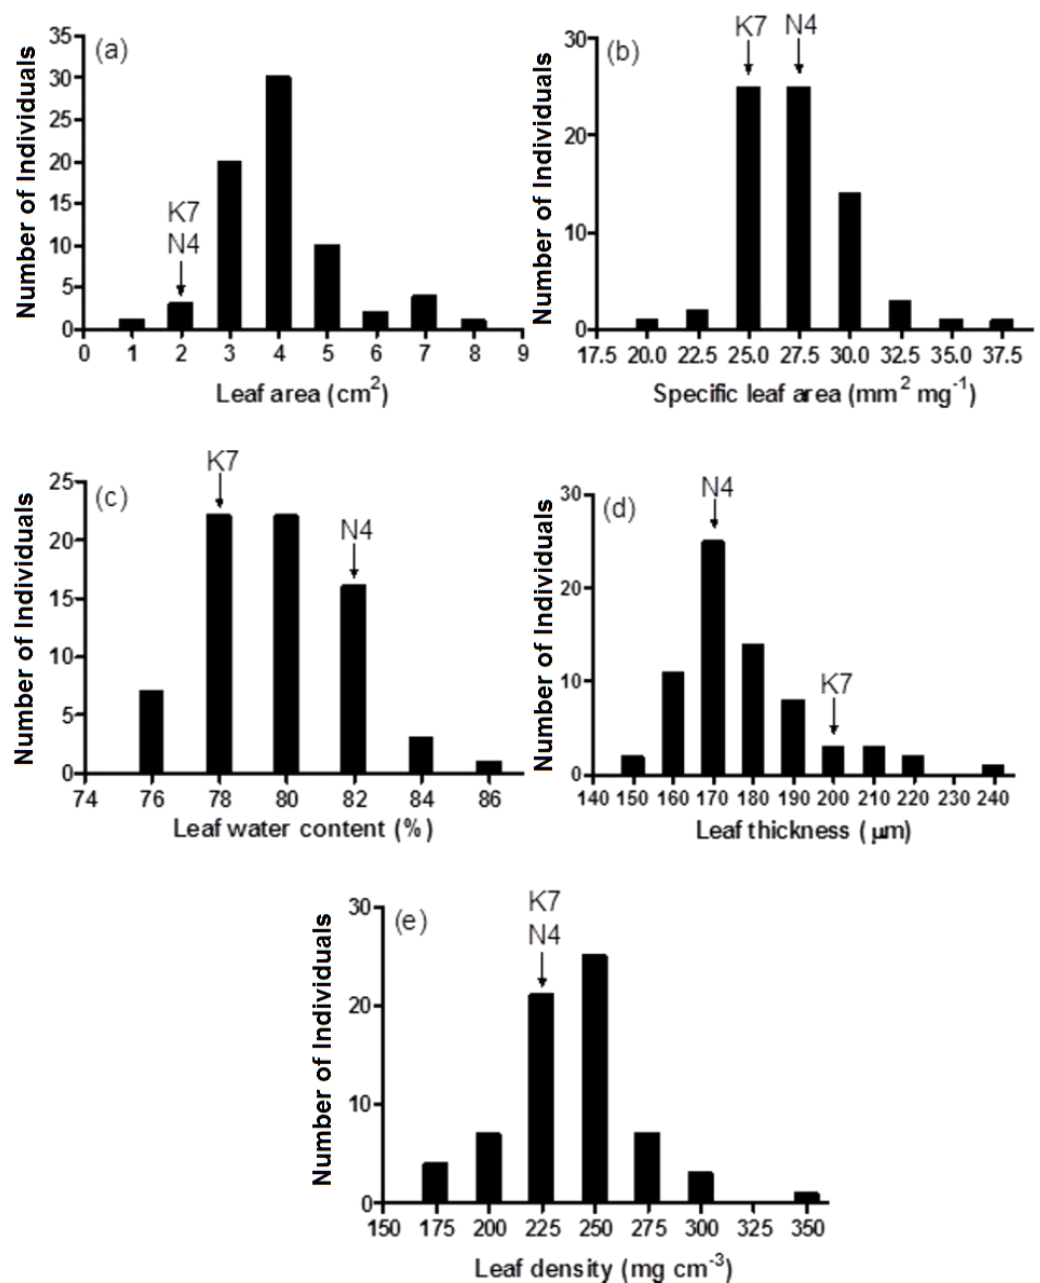 (a)
Number of Individuals
35
30
25
20
15
10
5
0
K7
N4
0 1 2 3 4 5 6 7 8 9
Leaf area (cm²)
(b)
Number of Individuals
30
20
10
0
K7 N4
17.5 20.0 22.5 25.0 27.5 30.0 32.5 35.0 37.5
Specific leaf area (mm² mg⁻¹)
(c)
Number of Individuals
25
20
15
10
5
0
K7
N4
74 76 78 80 82 84 86
Leaf water content (%)
(d)
Number of Individuals
30
20
10
0
N4
K7
140 150 160 170 180 190 200 210 220 230 240
Leaf thickness (µm)
(e)
Number of Individuals
30
20
10
0
K7
N4
150 175 200 225 250 275 300 325 350
Leaf density (mg cm⁻³)